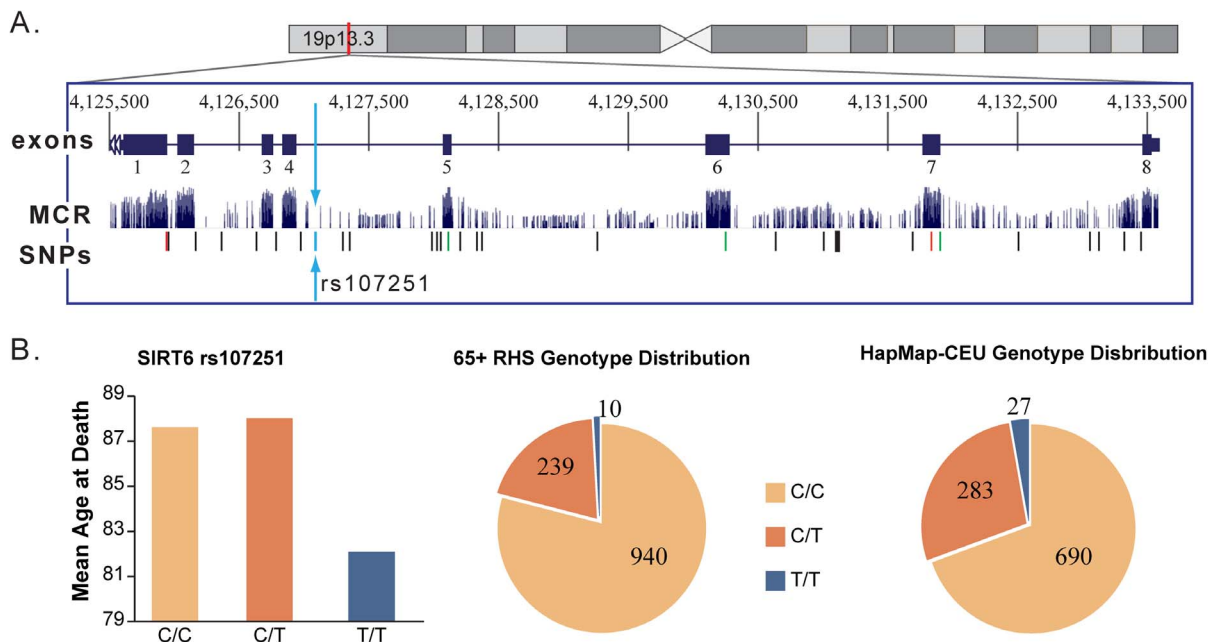 A.
19p13.3
4,125,500 4,126,500 4,127,500 4,128,500 4,129,500 4,130,500 4,131,500 4,132,500 4,133,500
exons
1 2 3 4 5 6 7 8
MCR
SNPs
rs107251
B.
SIRT6 rs107251
65+ RHS Genotype Distribution
HapMap-CEU Genotype Disbribution
Mean Age at Death
89
87
85
83
81
79
C/C C/T T/T
10
239
940
C/C
C/T
T/T
27
283
690